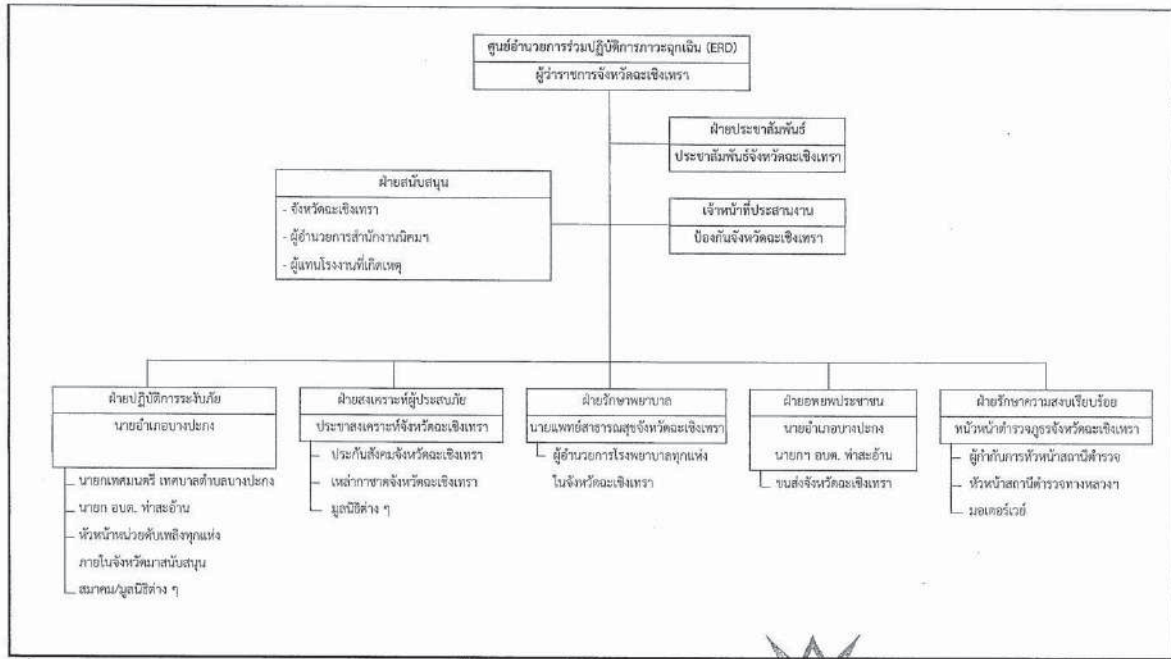 ศูนย์อำนวยการร่วมปฏิบัติการภาวะฉุกเฉิน (ERD)
ผู้ว่าราชการจังหวัดฉะเชิงเทรา
ฝ่ายประชาสัมพันธ์
ประชาสัมพันธ์จังหวัดฉะเชิงเทรา
ฝ่ายสนับสนุน
- จังหวัดฉะเชิงเทรา
- ผู้อำนวยการสำนักงานนิคมฯ
- ผู้แทนโรงงานที่เกิดเหตุ
เจ้าหน้าที่ประสานงาน
ป้องกันจังหวัดฉะเชิงเทรา
ฝ่ายปฏิบัติการระงับภัย
นายอำเภอบางปะกง
นายกเทศมนตรี เทศบาลตำบลบางปะกง
นายก อบต. ท่าสะอ้าน
หัวหน้าหน่วยดับเพลิงทุกแห่ง
ภายในจังหวัดมาสนับสนุน
สมาคม/มูลนิธิต่าง ๆ
ฝ่ายสงเคราะห์ผู้ประสบภัย
ประชาสงเคราะห์จังหวัดฉะเชิงเทรา
ประกันสังคมจังหวัดฉะเชิงเทรา
เหล่ากาชาดจังหวัดฉะเชิงเทรา
มูลนิธิต่าง ๆ
ฝ่ายรักษาพยาบาล
นายแพทย์สาธารณสุขจังหวัดฉะเชิงเทรา
ผู้อำนวยการโรงพยาบาลทุกแห่ง
ในจังหวัดฉะเชิงเทรา
ฝ่ายอพยพประชาชน
นายอำเภอบางปะกง
นายกฯ อบต. ท่าสะอ้าน
ขนส่งจังหวัดฉะเชิงเทรา
ฝ่ายรักษาความสงบเรียบร้อย
หนัวหน้าตำรวจภูธรจังหวัดฉะเชิงเทรา
ผู้กำกับการหัวหน้าสถานีตำรวจ
หัวหน้าสถานีตำรวจทางหลวงฯ
มอเตอร์เวย์